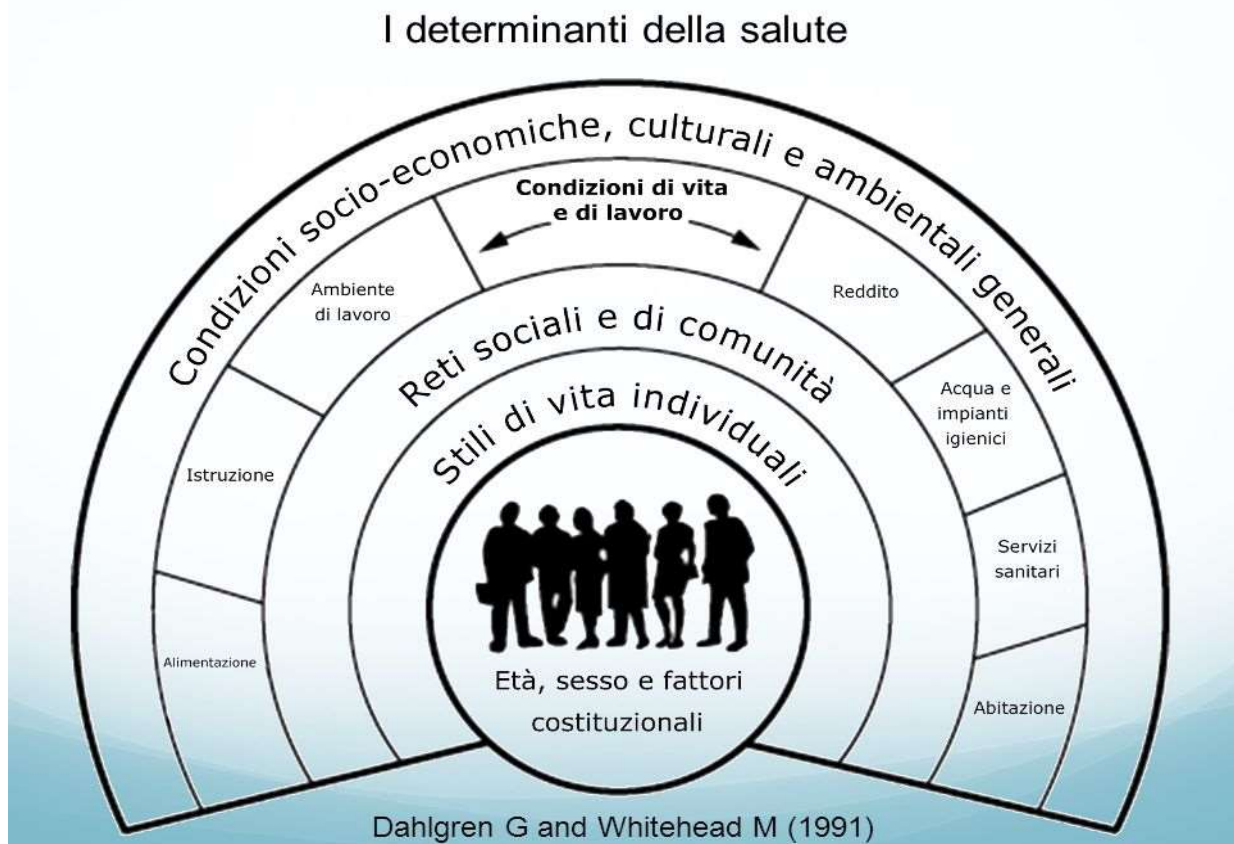 I determinanti della salute
Condizioni socio-economiche, culturali e ambientali generali
Condizioni di vita
e di lavoro
Ambiente
di lavoro
Reddito
Reti sociali e di comunità
Acqua e
impianti
igienici
Stili di vita individuali
Istruzione
Servizi
sanitari
Alimentazione
Età, sesso e fattori
costituzionali
Abitazione
Dahlgren G and Whitehead M (1991)